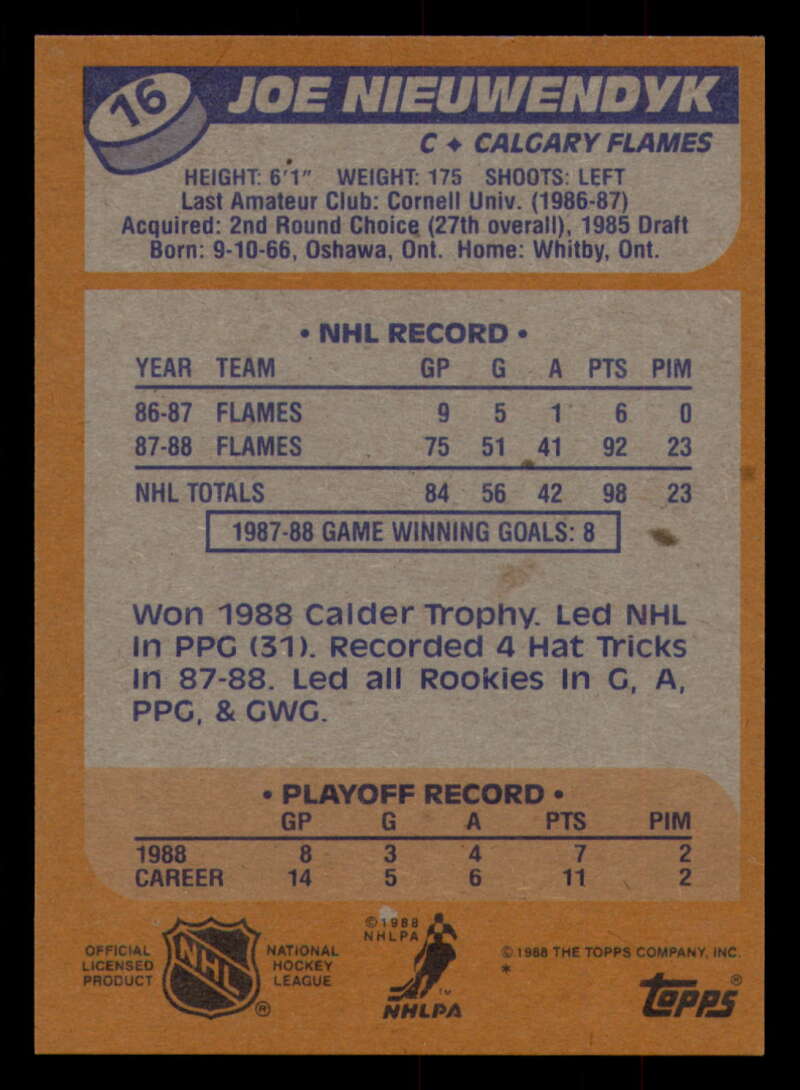 16
JOE NIEUWENDYK
C ✦ CALGARY FLAMES
HEIGHT: 6'1" WEIGHT: 175 SHOOTS: LEFT
Last Amateur Club: Cornell Univ. (1986-87)
Acquired: 2nd Round Choice (27th overall), 1985 Draft
Born: 9-10-66, Oshawa, Ont. Home: Whitby, Ont.
• NHL RECORD •
YEAR TEAM GP G A PTS PIM
86-87 FLAMES 9 5 1 6 0
87-88 FLAMES 75 51 41 92 23
NHL TOTALS 84 56 42 98 23
1987-88 GAME WINNING GOALS: 8
Won 1988 Calder Trophy. Led NHL
in PPG (31). Recorded 4 Hat Tricks
in 87-88. Led all Rookies in G, A,
PPG, & GWG.
• PLAYOFF RECORD •
GP G A PTS PIM
1988 8 3 4 7 2
CAREER 14 5 6 11 2
OFFICIAL
LICENSED
PRODUCT
NHL
®
NATIONAL
HOCKEY
LEAGUE
©1988
NHLPA
TM
NHLPA
©1988 THE TOPPS COMPANY, INC.
*
Topps®